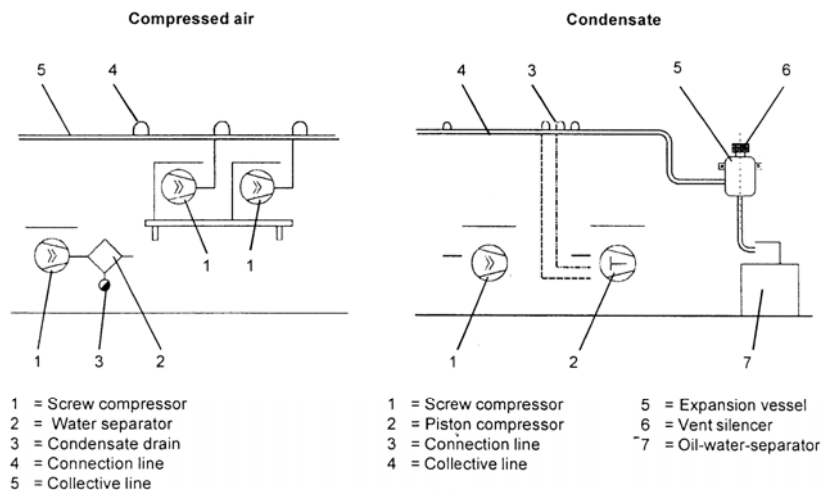 Compressed air
5
4
1
1
1
3
2
1 = Screw compressor
2 = Water separator
3 = Condensate drain
4 = Connection line
5 = Collective line
Condensate
4
3
5
6
1
2
7
1 = Screw compressor
2 = Piston compressor
3 = Connection line
4 = Collective line
5 = Expansion vessel
6 = Vent silencer
7 = Oil-water-separator